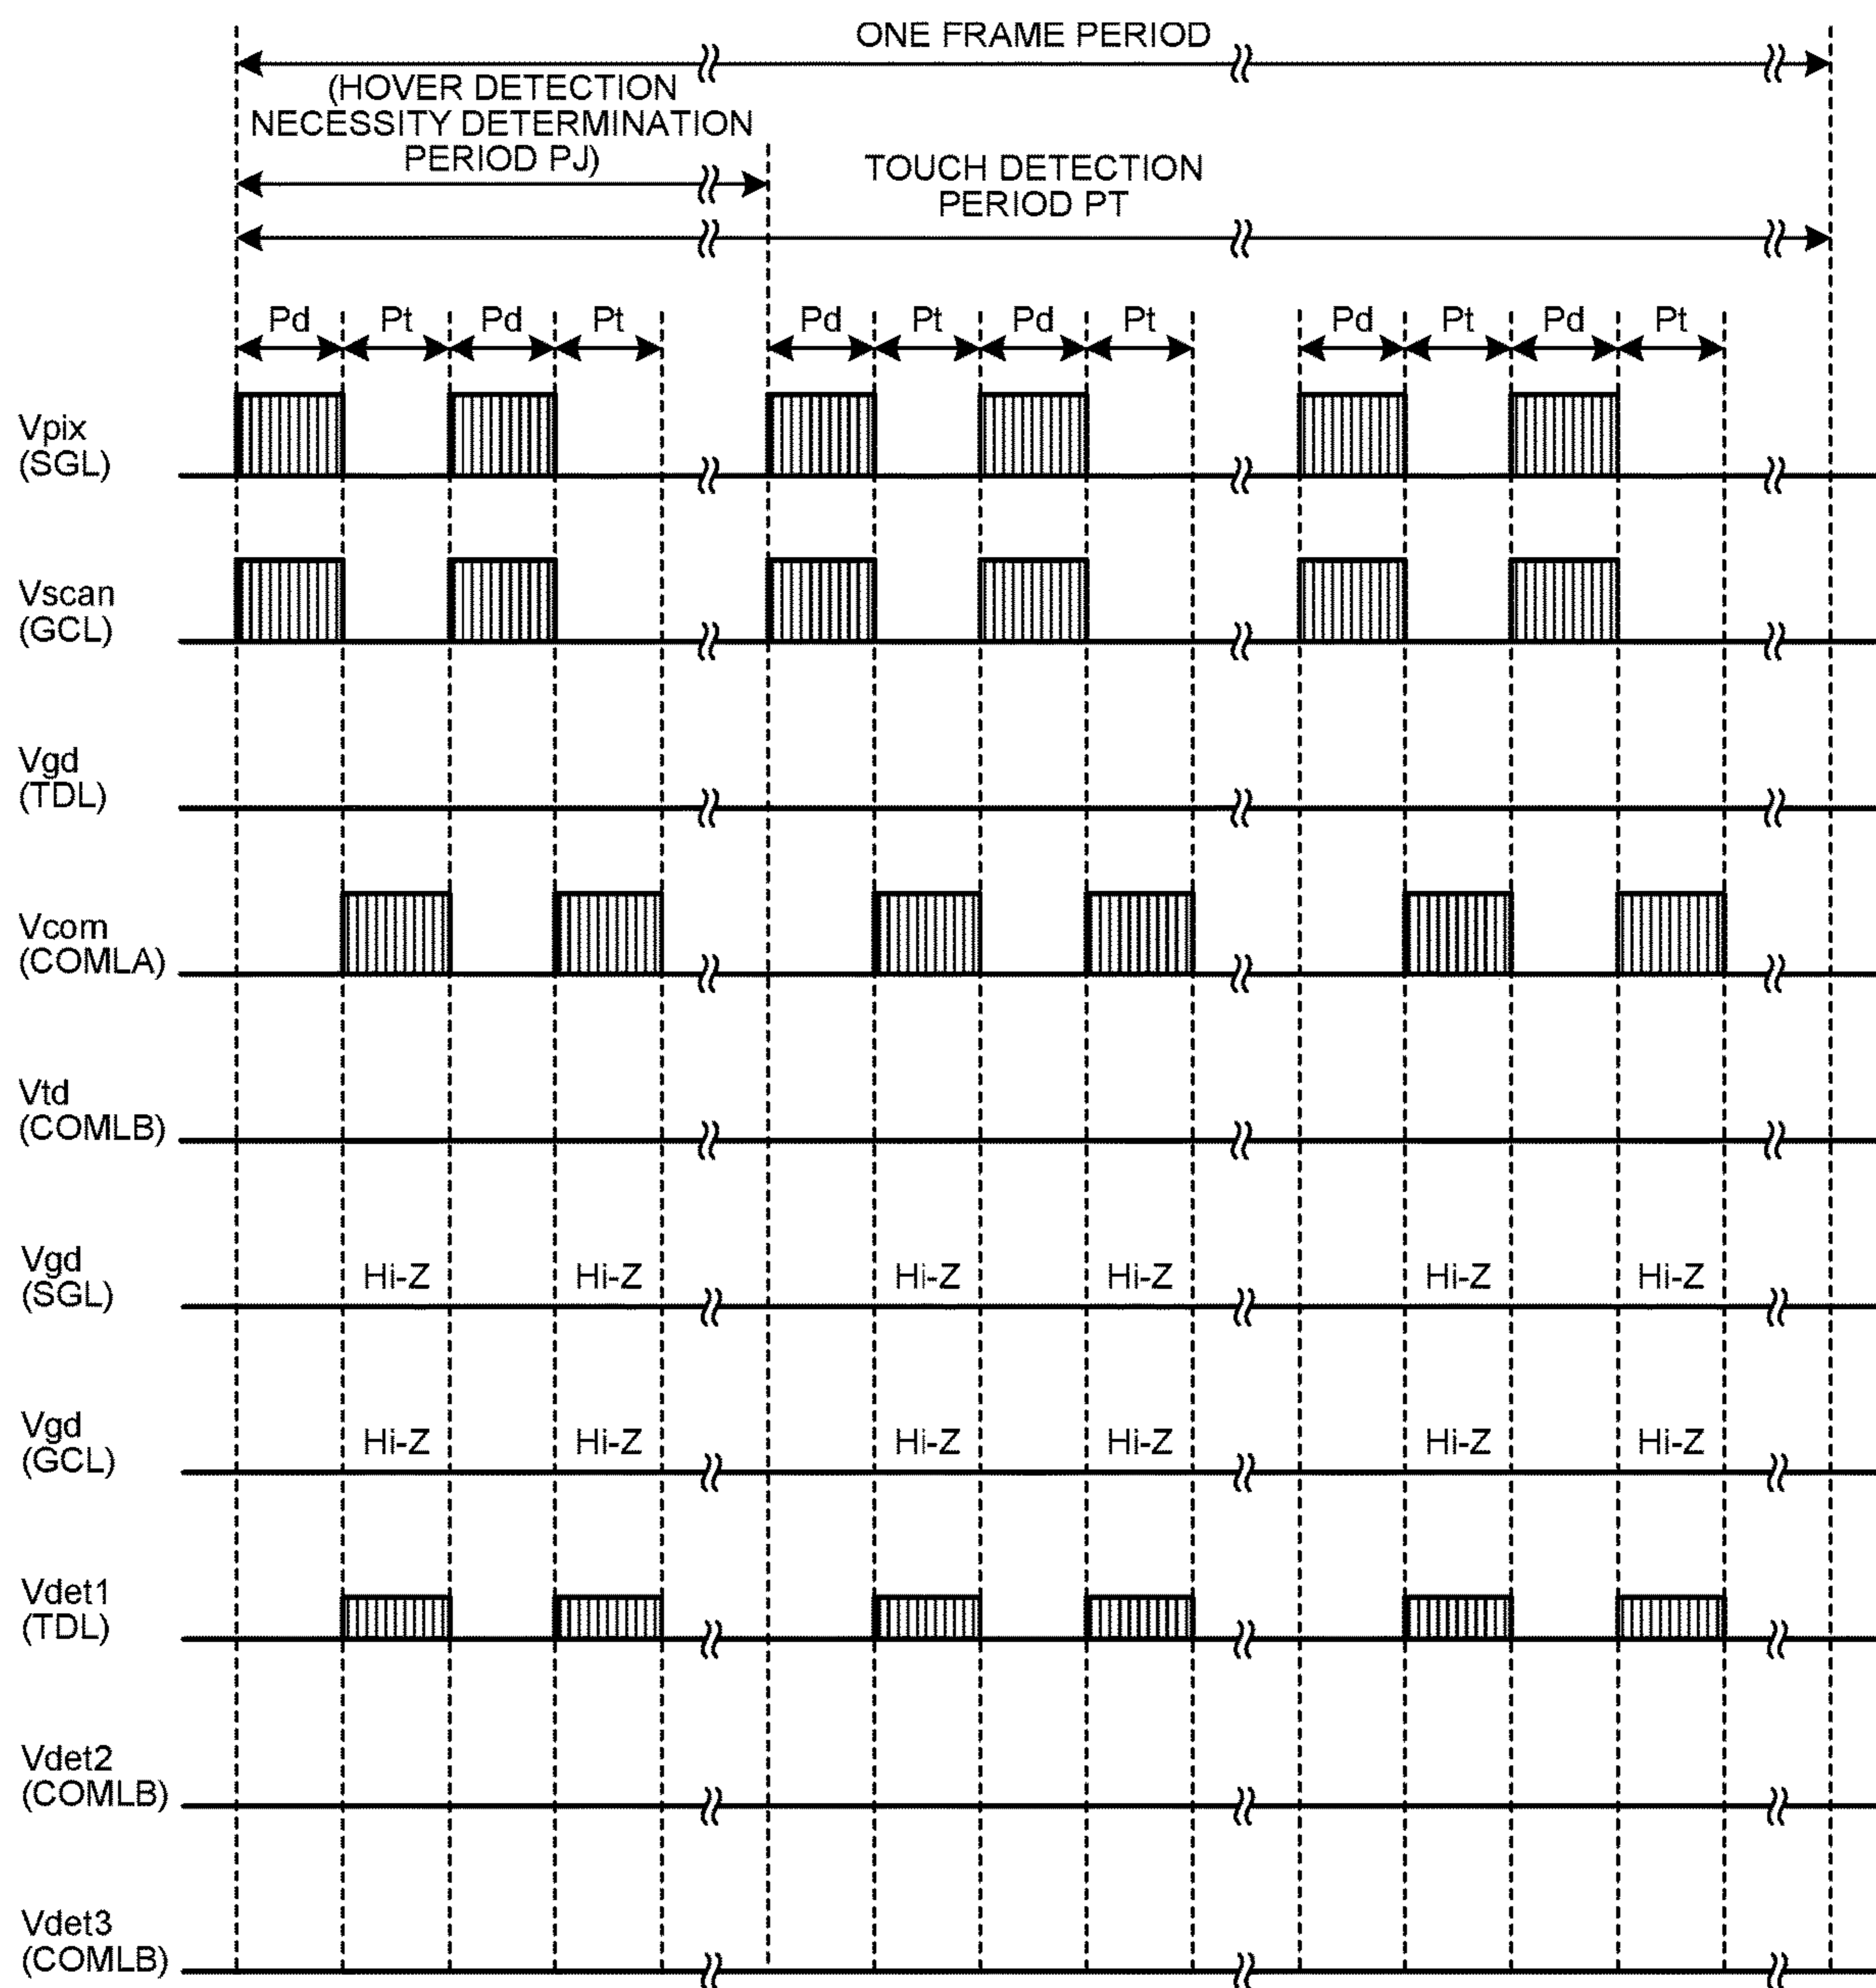 ONE FRAME PERIOD
(HOVER DETECTION
NECESSITY DETERMINATION
PERIOD PJ)
TOUCH DETECTION
PERIOD PT
Pd Pt Pd Pt Pd Pt Pd Pt Pd Pt Pd Pt
Vpix
(SGL)
Vscan
(GCL)
Vgd
(TDL)
Vcom
(COMLA)
Vtd
(COMLB)
Vgd
(SGL)
Hi-Z Hi-Z Hi-Z Hi-Z Hi-Z Hi-Z
Vgd
(GCL)
Hi-Z Hi-Z Hi-Z Hi-Z Hi-Z Hi-Z
Vdet1
(TDL)
Vdet2
(COMLB)
Vdet3
(COMLB)